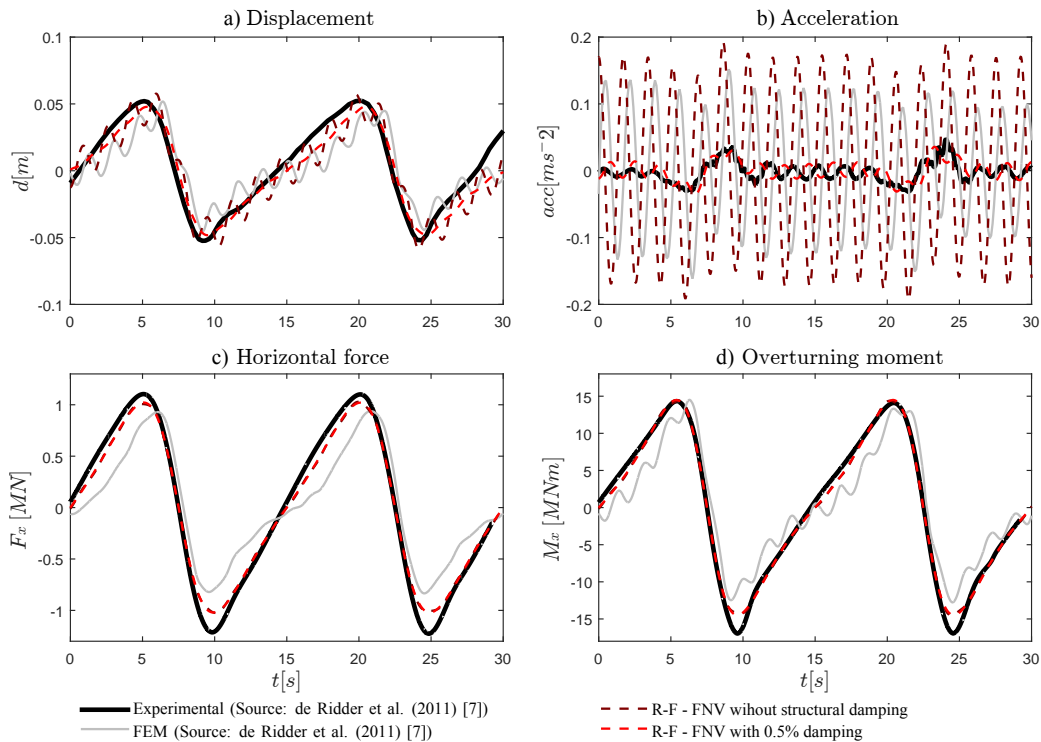 a) Displacement
b) Acceleration
0.1
0.05
0
-0.05
-0.1
d[m]
0 5 10 15 20 25 30
0.2
0.1
0
-0.1
-0.2
acc[ms−2]
0 5 10 15 20 25 30
c) Horizontal force
d) Overturning moment
1
0.5
0
-0.5
-1
Fx [MN]
0 5 10 15 20 25 30
t[s]
15
10
5
0
-5
-10
-15
Mx [MNm]
0 5 10 15 20 25 30
t[s]
Experimental (Source: de Ridder et al. (2011) [7])
FEM (Source: de Ridder et al. (2011) [7])
R-F - FNV wihout structural damping
R-F - FNV with 0.5% damping